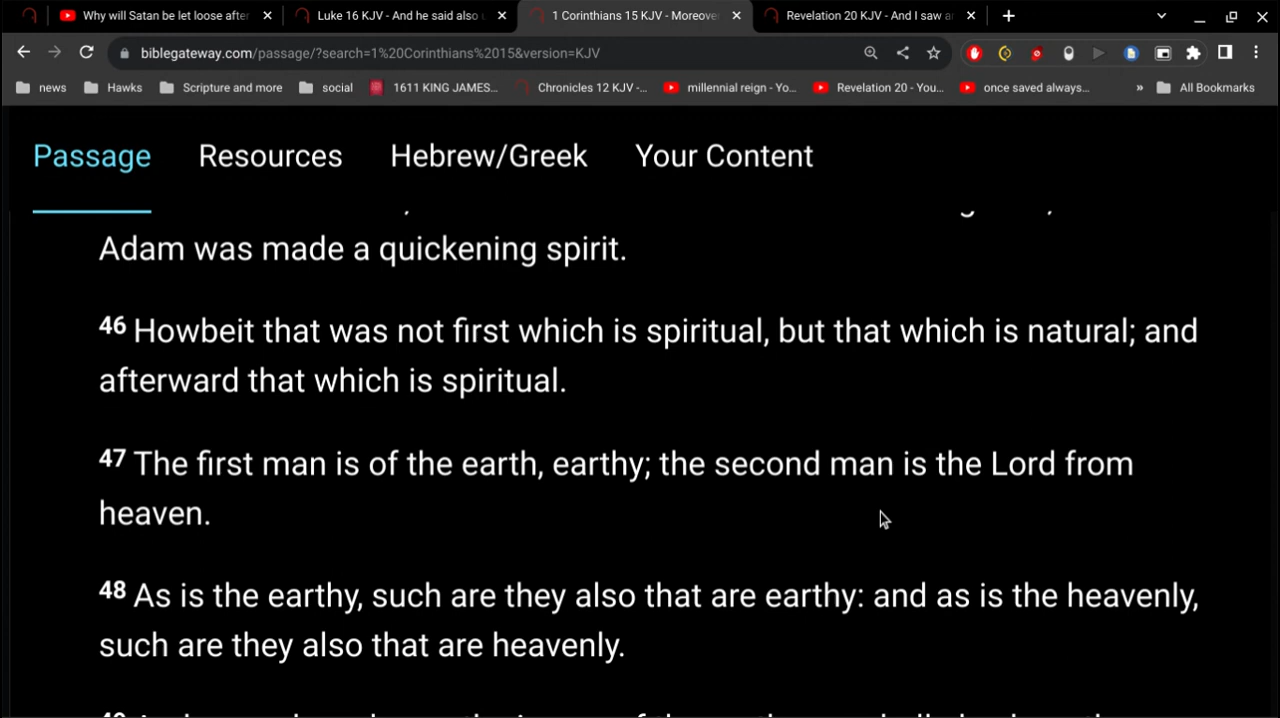 Why will Satan be let loose after
Luke 16 KJV - And he said also
1 Corinthians 15 KJV - Moreove
Revelation 20 KJV - And I saw a
biblegateway.com/passage/?search=1%20Corinthians%2015&version=KJV
news
Hawks
Scripture and more
social
1611 KING JAMES...
Chronicles 12 KJV -...
millennial reign - Yo...
Revelation 20 - You...
once saved always...
»
All Bookmarks
Passage
Resources
Hebrew/Greek
Your Content
Adam was made a quickening spirit.
46 Howbeit that was not first which is spiritual, but that which is natural; and
afterward that which is spiritual.
47 The first man is of the earth, earthy; the second man is the Lord from
heaven.
48 As is the earthy, such are they also that are earthy: and as is the heavenly,
such are they also that are heavenly.